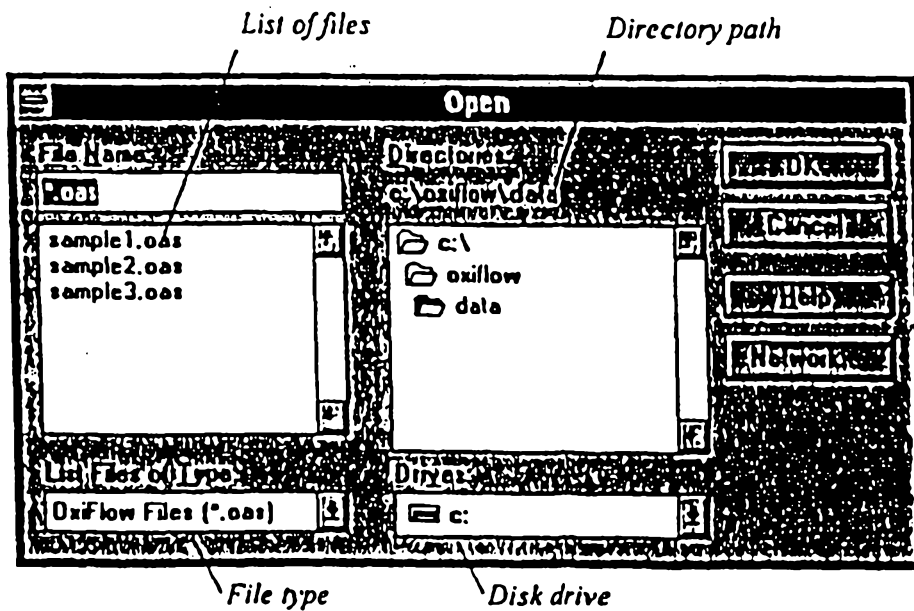 List of files
Directory path
Open
File Name:
*.oas
sample1.oas
sample2.oas
sample3.oas
Directories:
c:\oxiflow\data
c:\
oxiflow
data
OK
Cancel
Help
Network
List Files of Type:
OxiFlow Files (*.oas)
Drives:
c:
File type
Disk drive